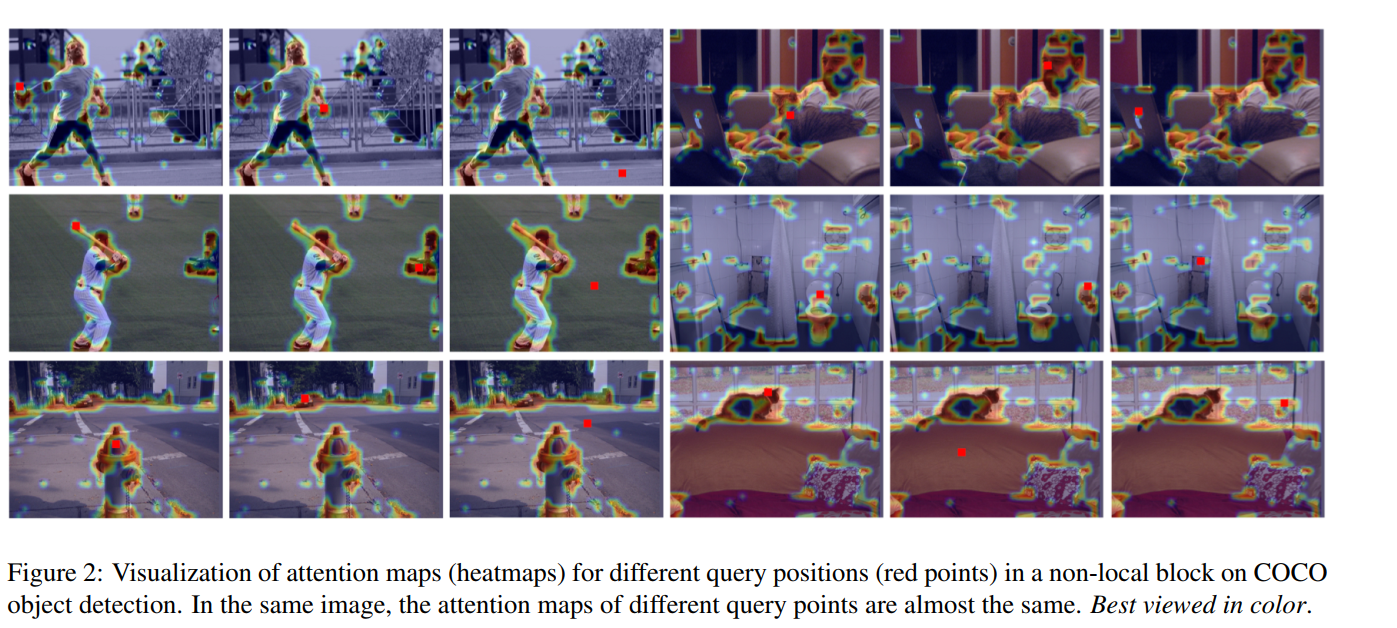 Figure 2: Visualization of attention maps (heatmaps) for different query positions (red points) in a non-local block on COCO
object detection. In the same image, the attention maps of different query points are almost the same. Best viewed in color.